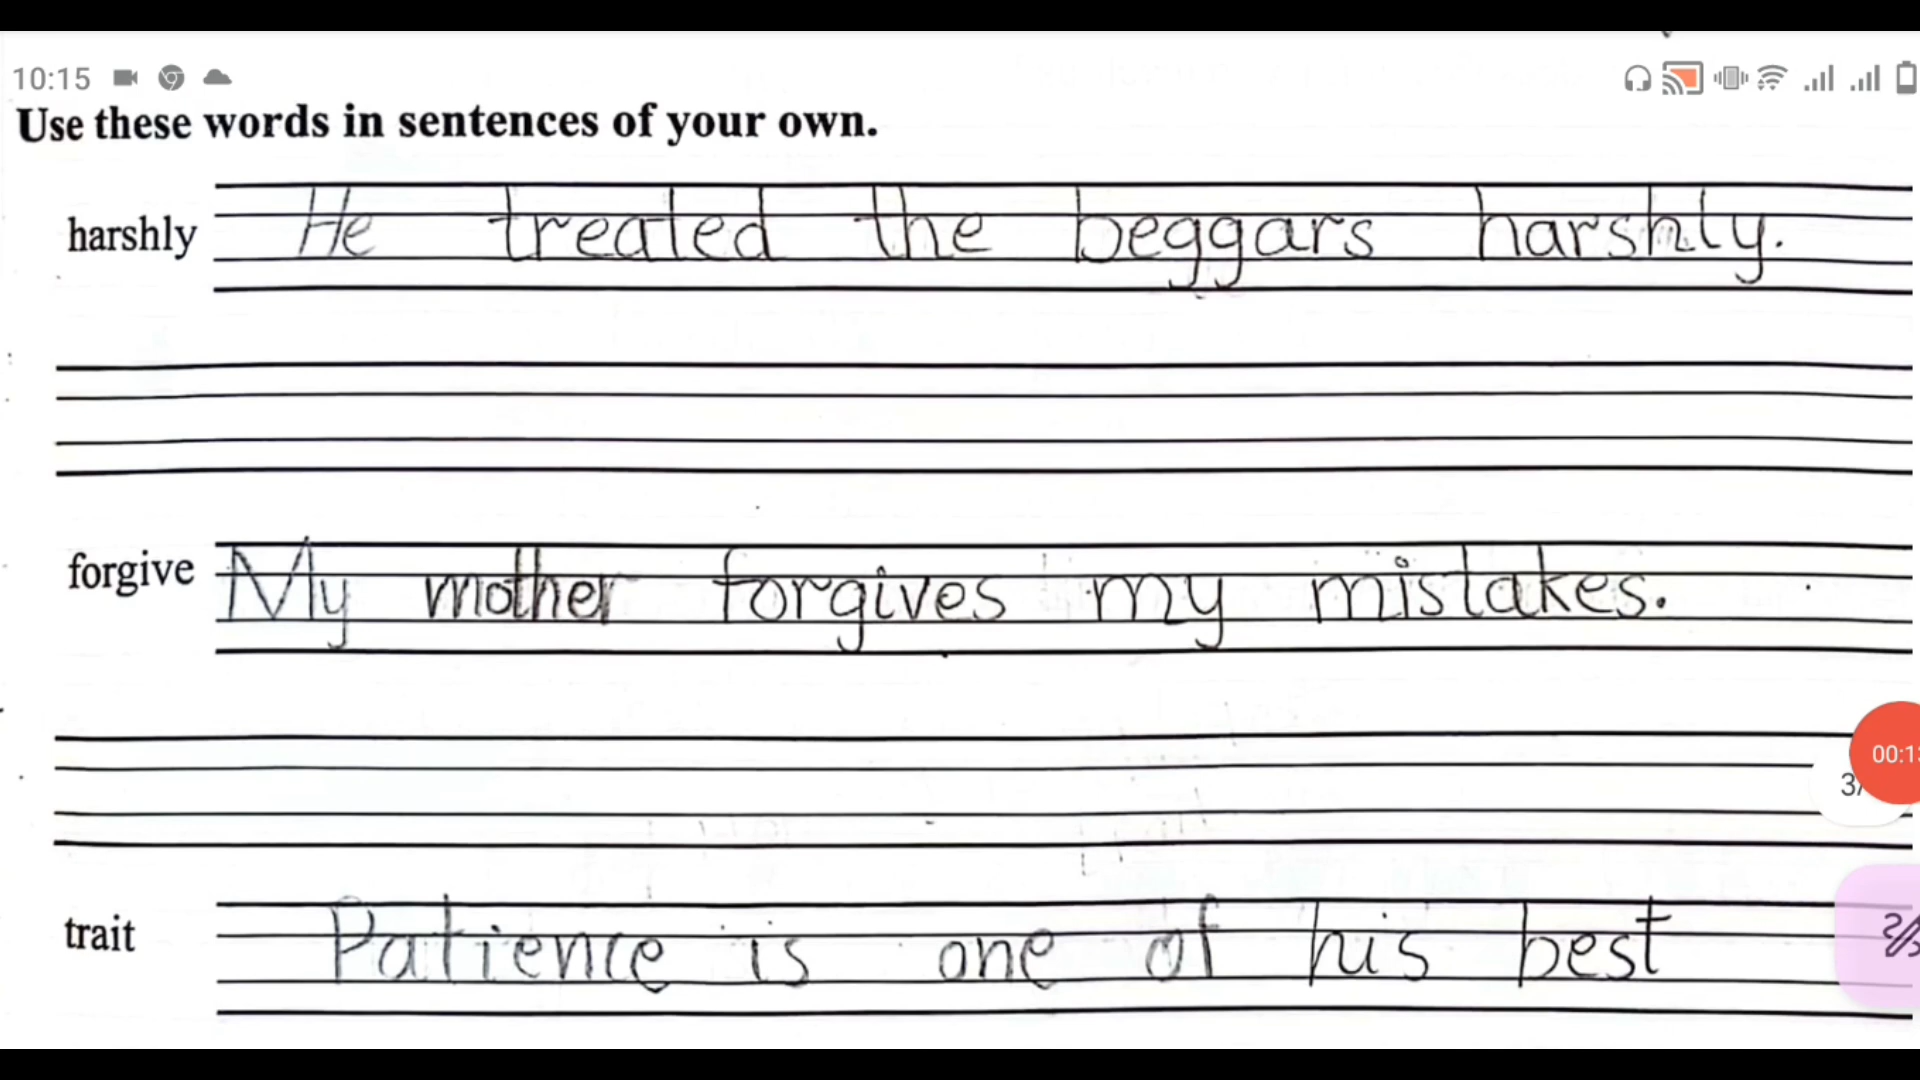 10:15
Use these words in sentences of your own.
harshly He treated the beggars harshly.
forgive My mother forgives my mistakes.
00:13
3/
trait Patience is one of his best